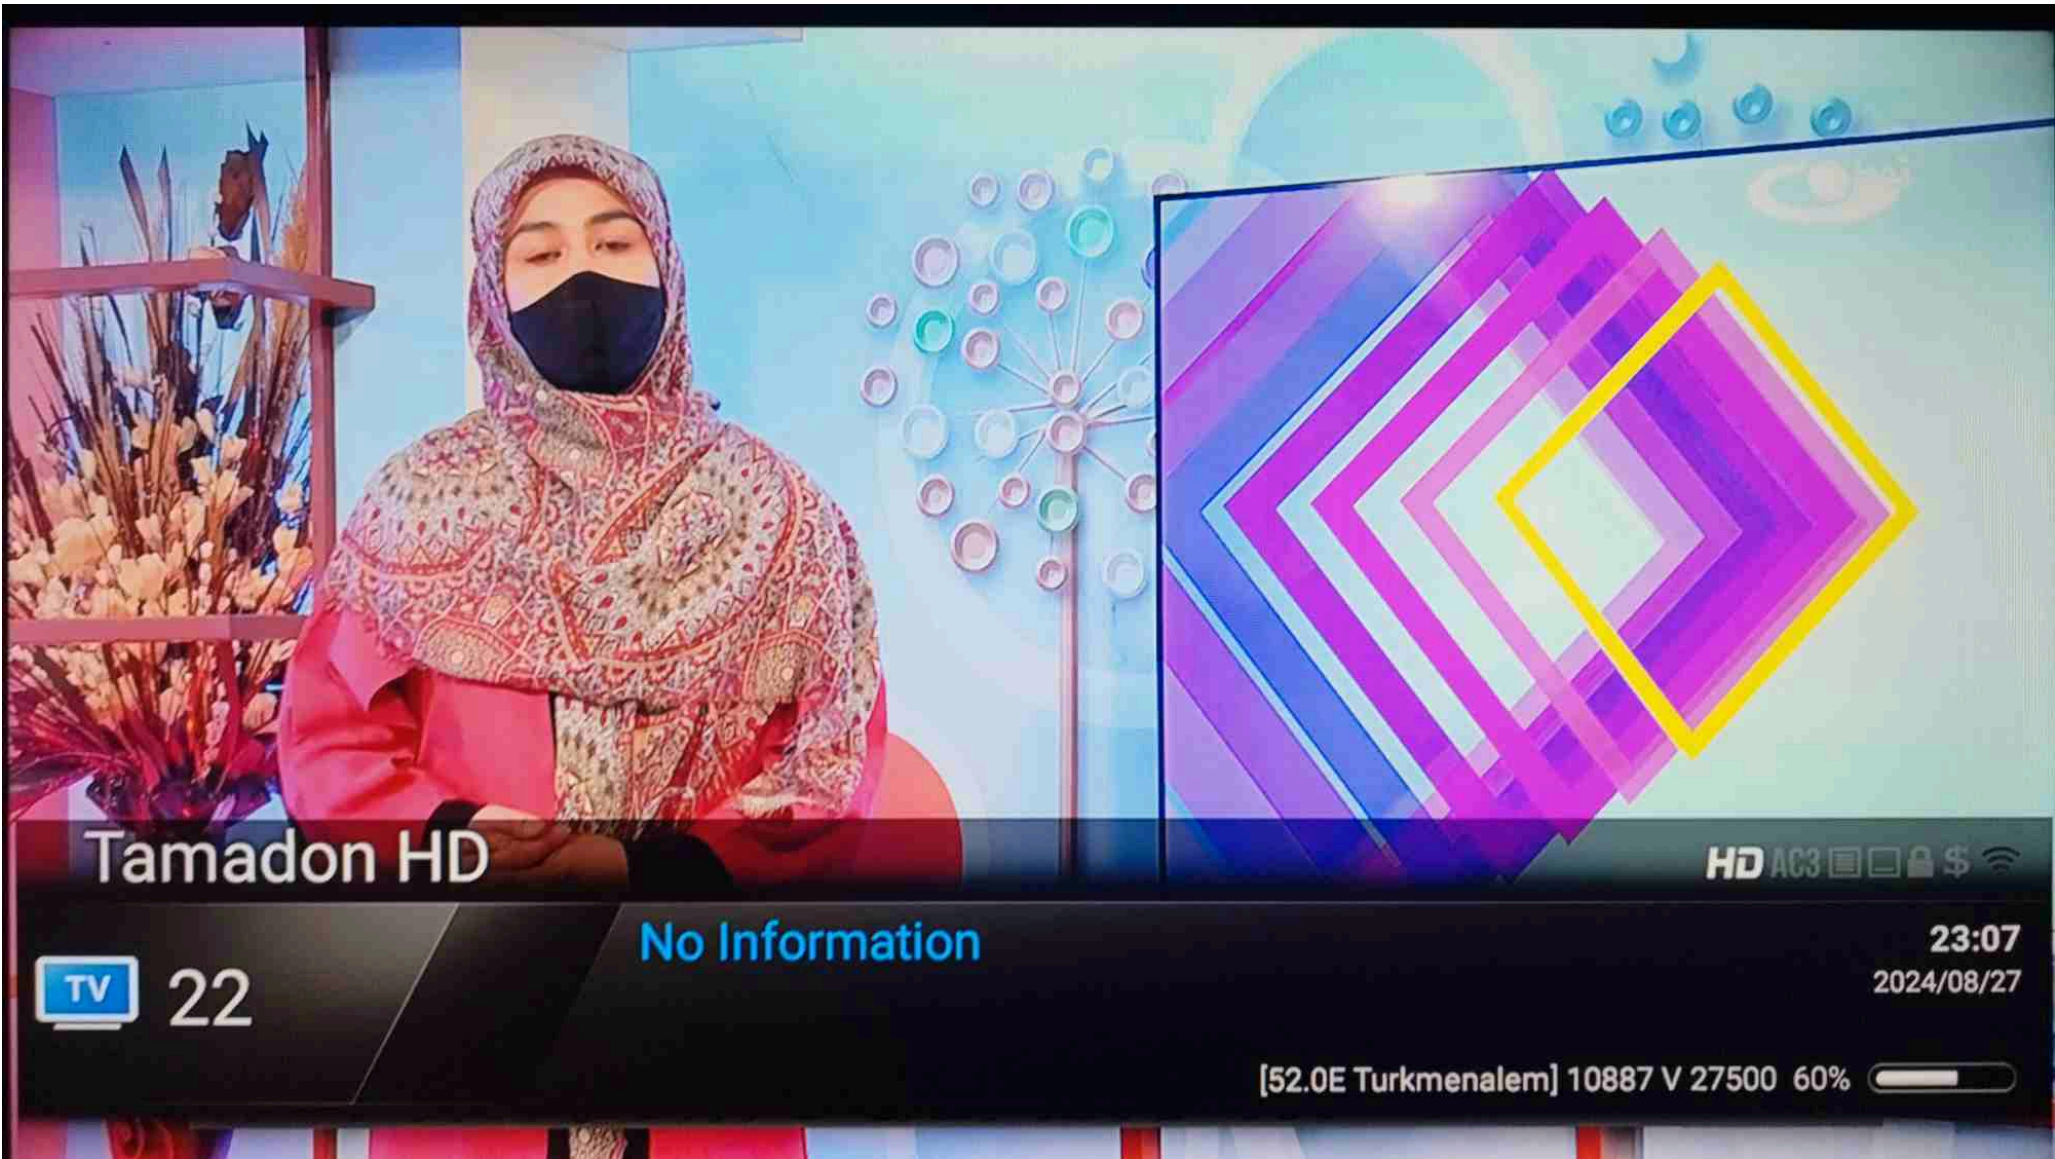 Tamadon HD
HD AC3 $
TV 22
No Information
23:07
2024/08/27
[52.0E Turkmenalem] 10887 V 27500 60%